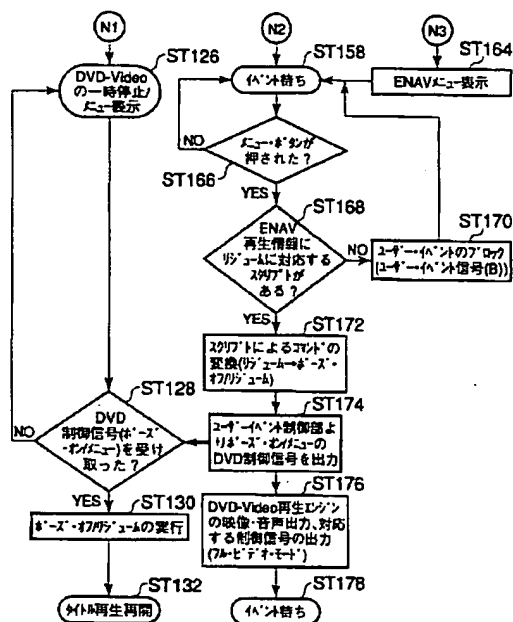 N1
N2
N3
ST126
ST158
ST164
DVD-Video
の一時停止/
メニュー表示
イベント待ち
ENAVメニュー表示
NO
メニュー・ボタンが
押された?
ST166
YES
ST168
ENAV
再生情報に
リジュームに対応する
スクリプトが
ある?
NO
ST170
ユーザー・イベントのブロック
(ユーザー・イベント信号(B))
YES
ST172
スクリプトによるコマンドの
変換(リジューム→ポーズ・
オフ/リジューム)
ST128
NO
DVD
制御信号(ポーズ
・オン/メニュー)を受け
取った?
ST174
ユーザーイベント制御部よ
りポーズ・オン/メニューの
DVD制御信号を出力
YES
ST130
ポーズ・オフ/リジュームの実行
ST176
DVD-Video再生エンジン
の映像・音声出力、対応
する制御信号の出力
(フル・ビデオ・モード)
ST132
タイトル再生再開
ST178
イベント待ち